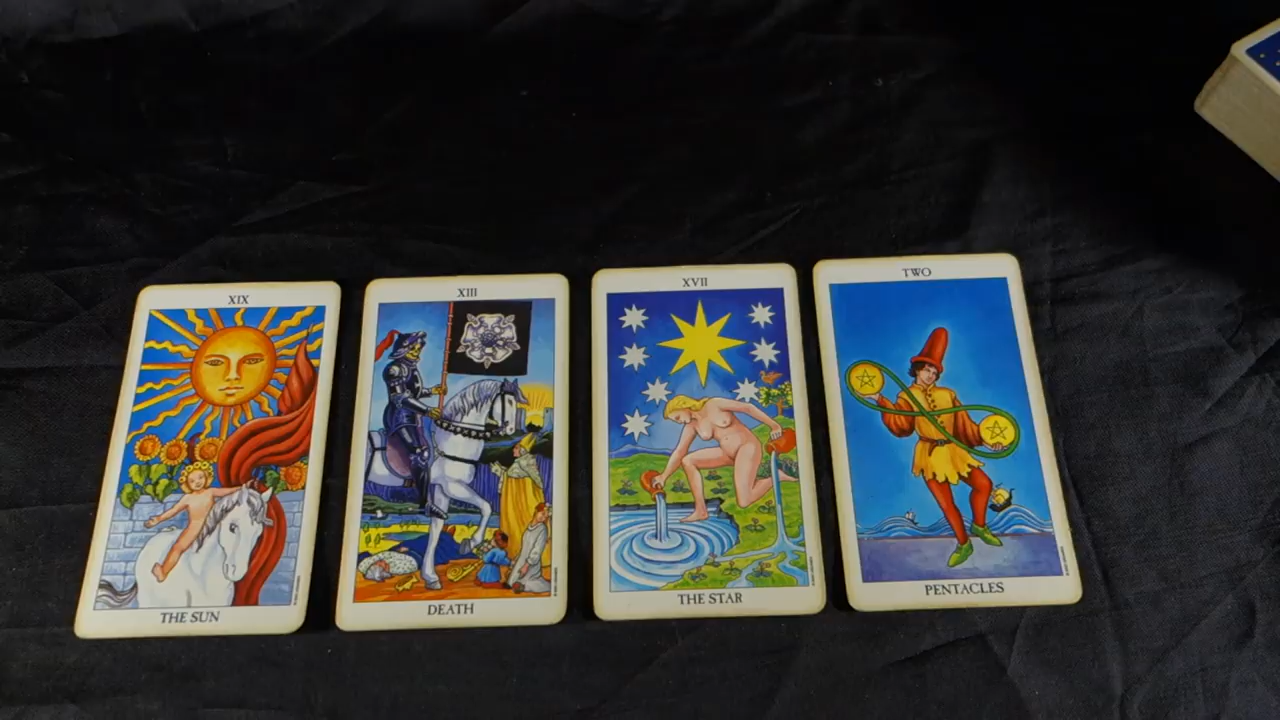 XIX
THE SUN
XIII
DEATH
XVII
THE STAR
TWO
PENTACLES